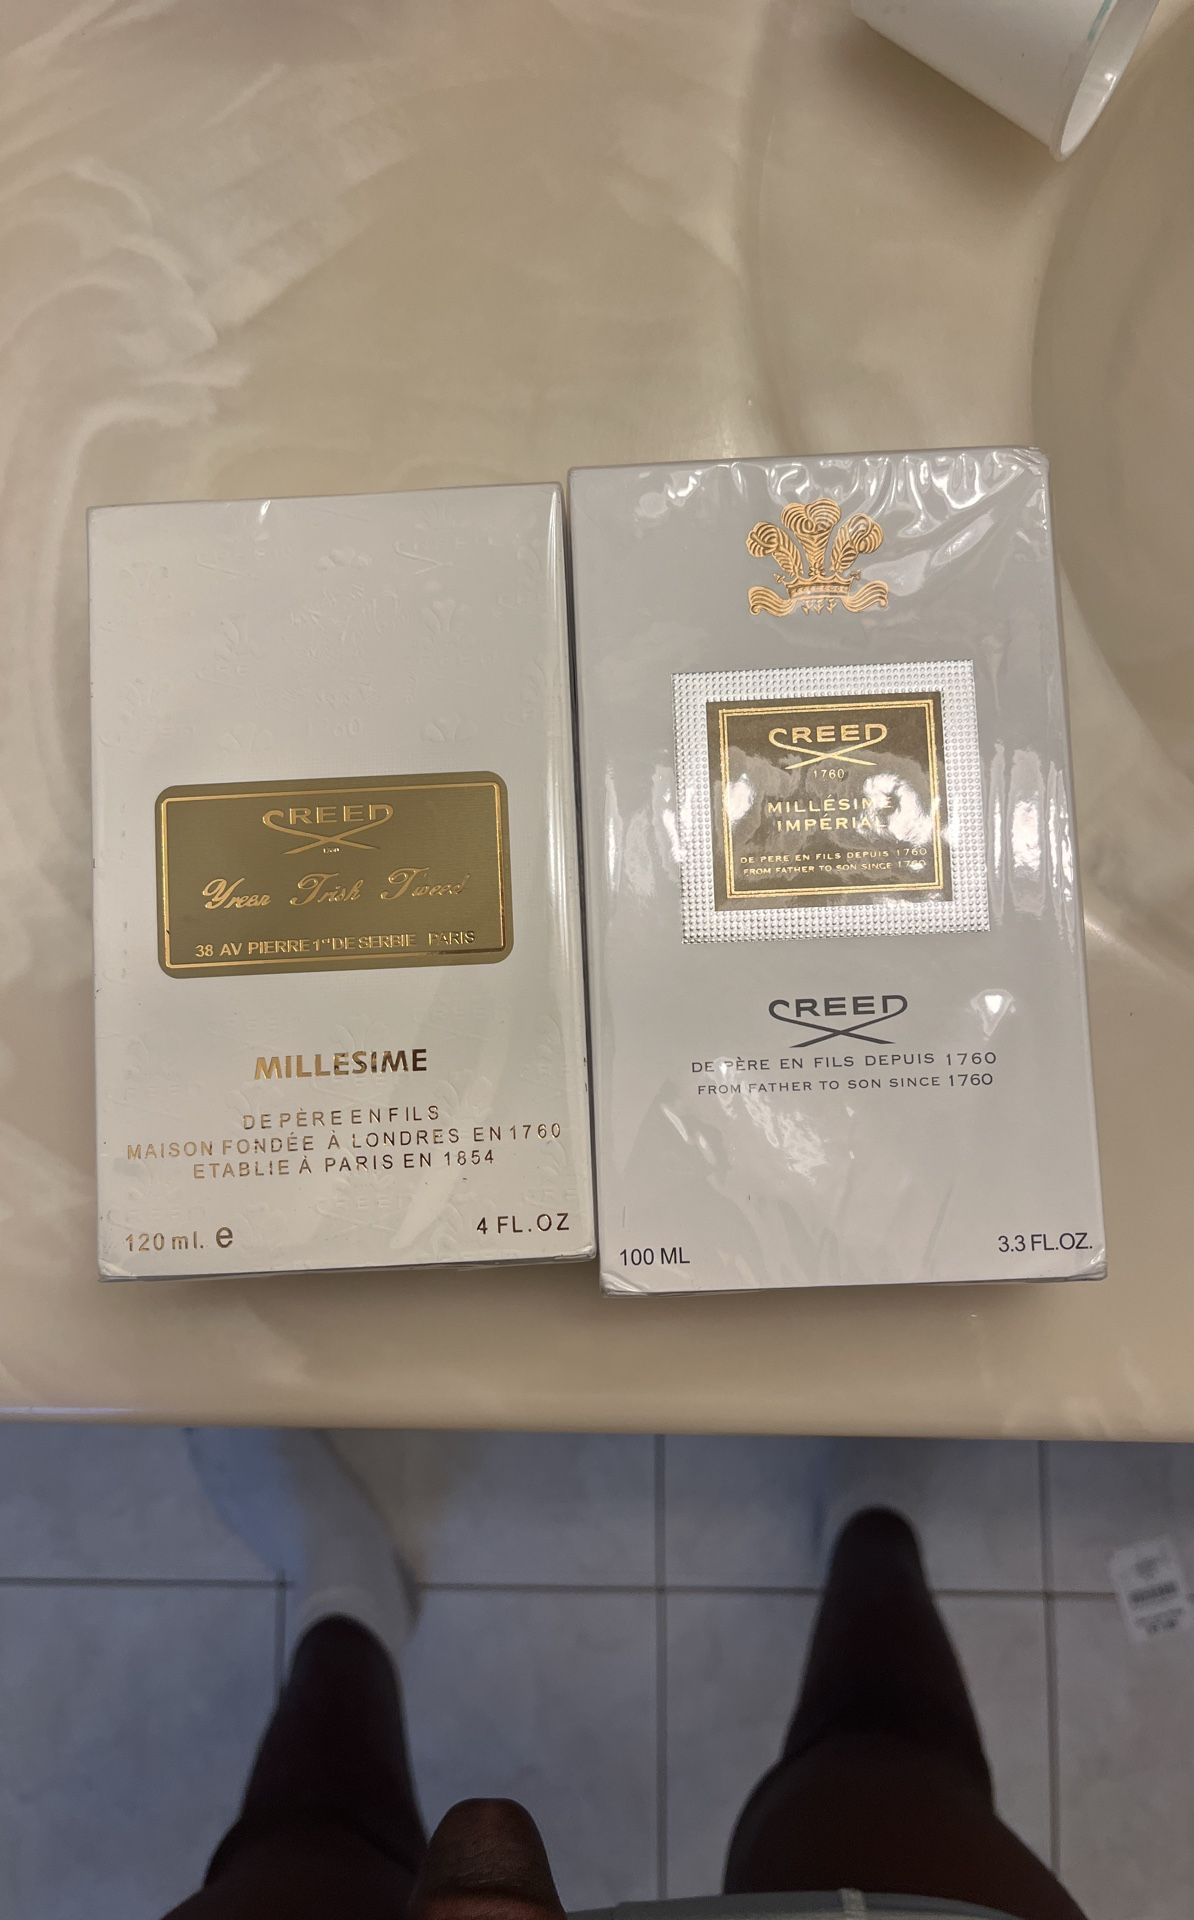 CREED
1760
Yreen Trish Tweed
38 AV PIERRE 1er DE SERBIE PARIS
MILLESIME
DE PÈRE EN FILS
MAISON FONDÉE À LONDRES EN 1760
ETABLIE À PARIS EN 1854
120 ml. e
4 FL.OZ
CREED
1760
MILLÉSIME
IMPÉRIAL
DE PERE EN FILS DEPUIS 1760
FROM FATHER TO SON SINCE 1760
CREED
DE PÈRE EN FILS DEPUIS 1760
FROM FATHER TO SON SINCE 1760
100 ML
3.3 FL.OZ.